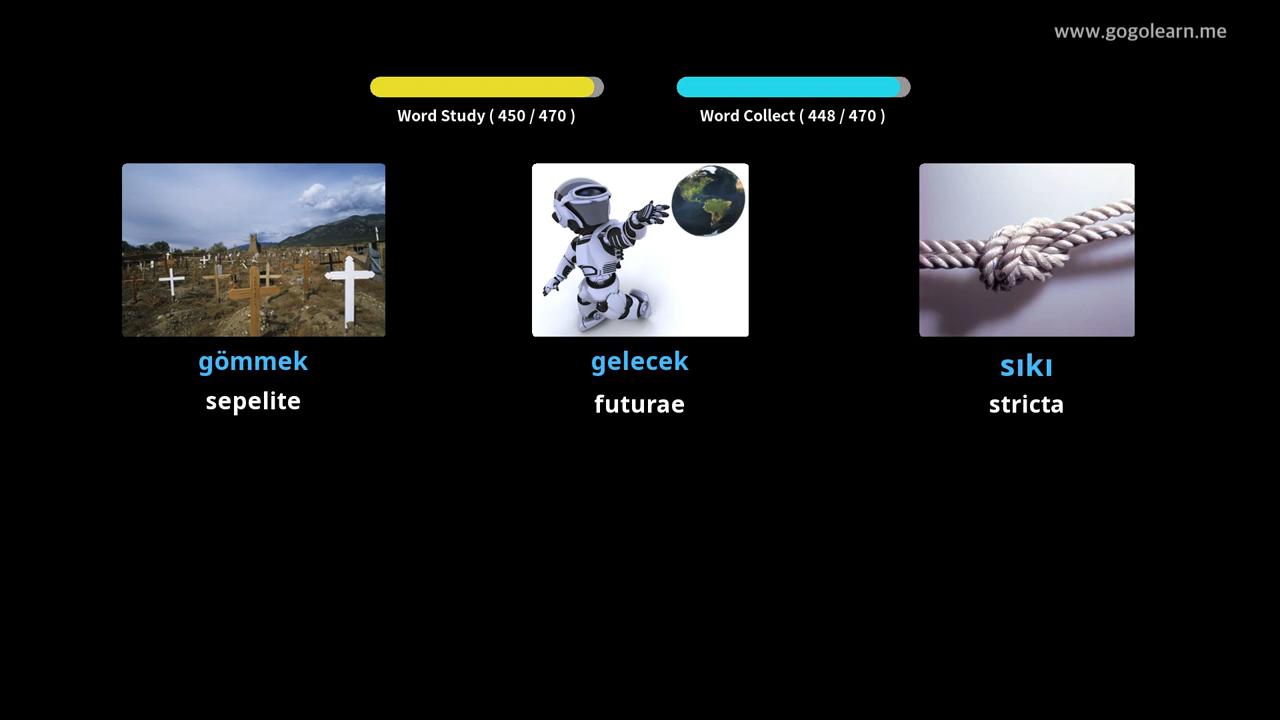 www.gogolearn.me
Word Study ( 450 / 470 )
Word Collect ( 448 / 470 )
gömmek
sepelite
gelecek
futurae
sıkı
stricta